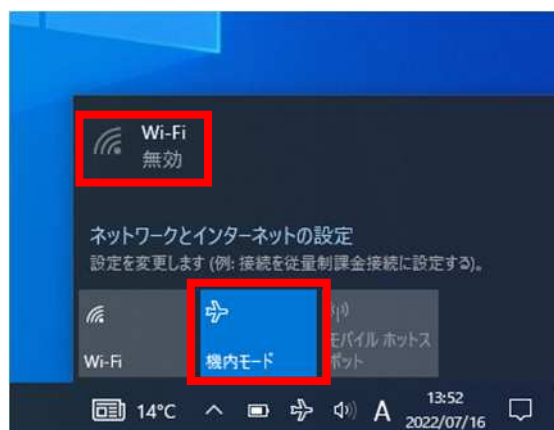 Wi-Fi
無効
ネットワークとインターネットの設定
設定を変更します (例: 接続を従量制課金接続に設定する)。
Wi-Fi
機内モード
モバイル ホットス
ポット
14°C
A
13:52
2022/07/16